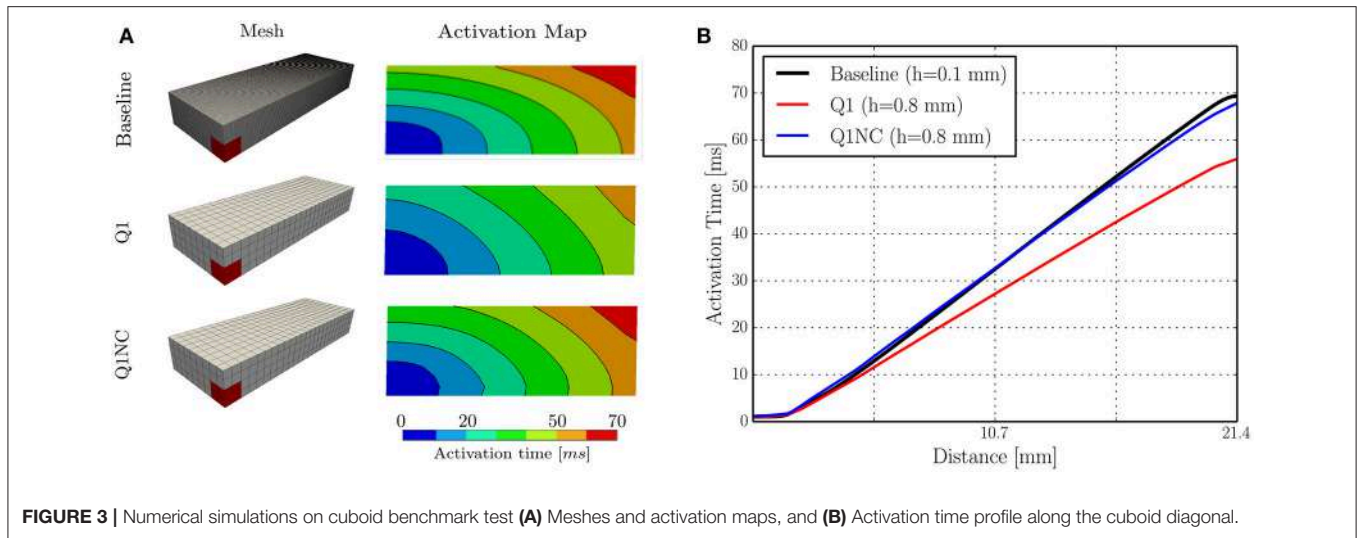 A
Mesh
Activation Map
Baseline
Q1
Q1NC
0 20 50 70
Activation time [ms]
B
80
70
60
50
40
30
20
10
0
Activation Time [ms]
Baseline (h=0.1 mm)
Q1 (h=0.8 mm)
Q1NC (h=0.8 mm)
10.7 21.4
Distance [mm]
FIGURE 3 | Numerical simulations on cuboid benchmark test (A) Meshes and activation maps, and (B) Activation time profile along the cuboid diagonal.